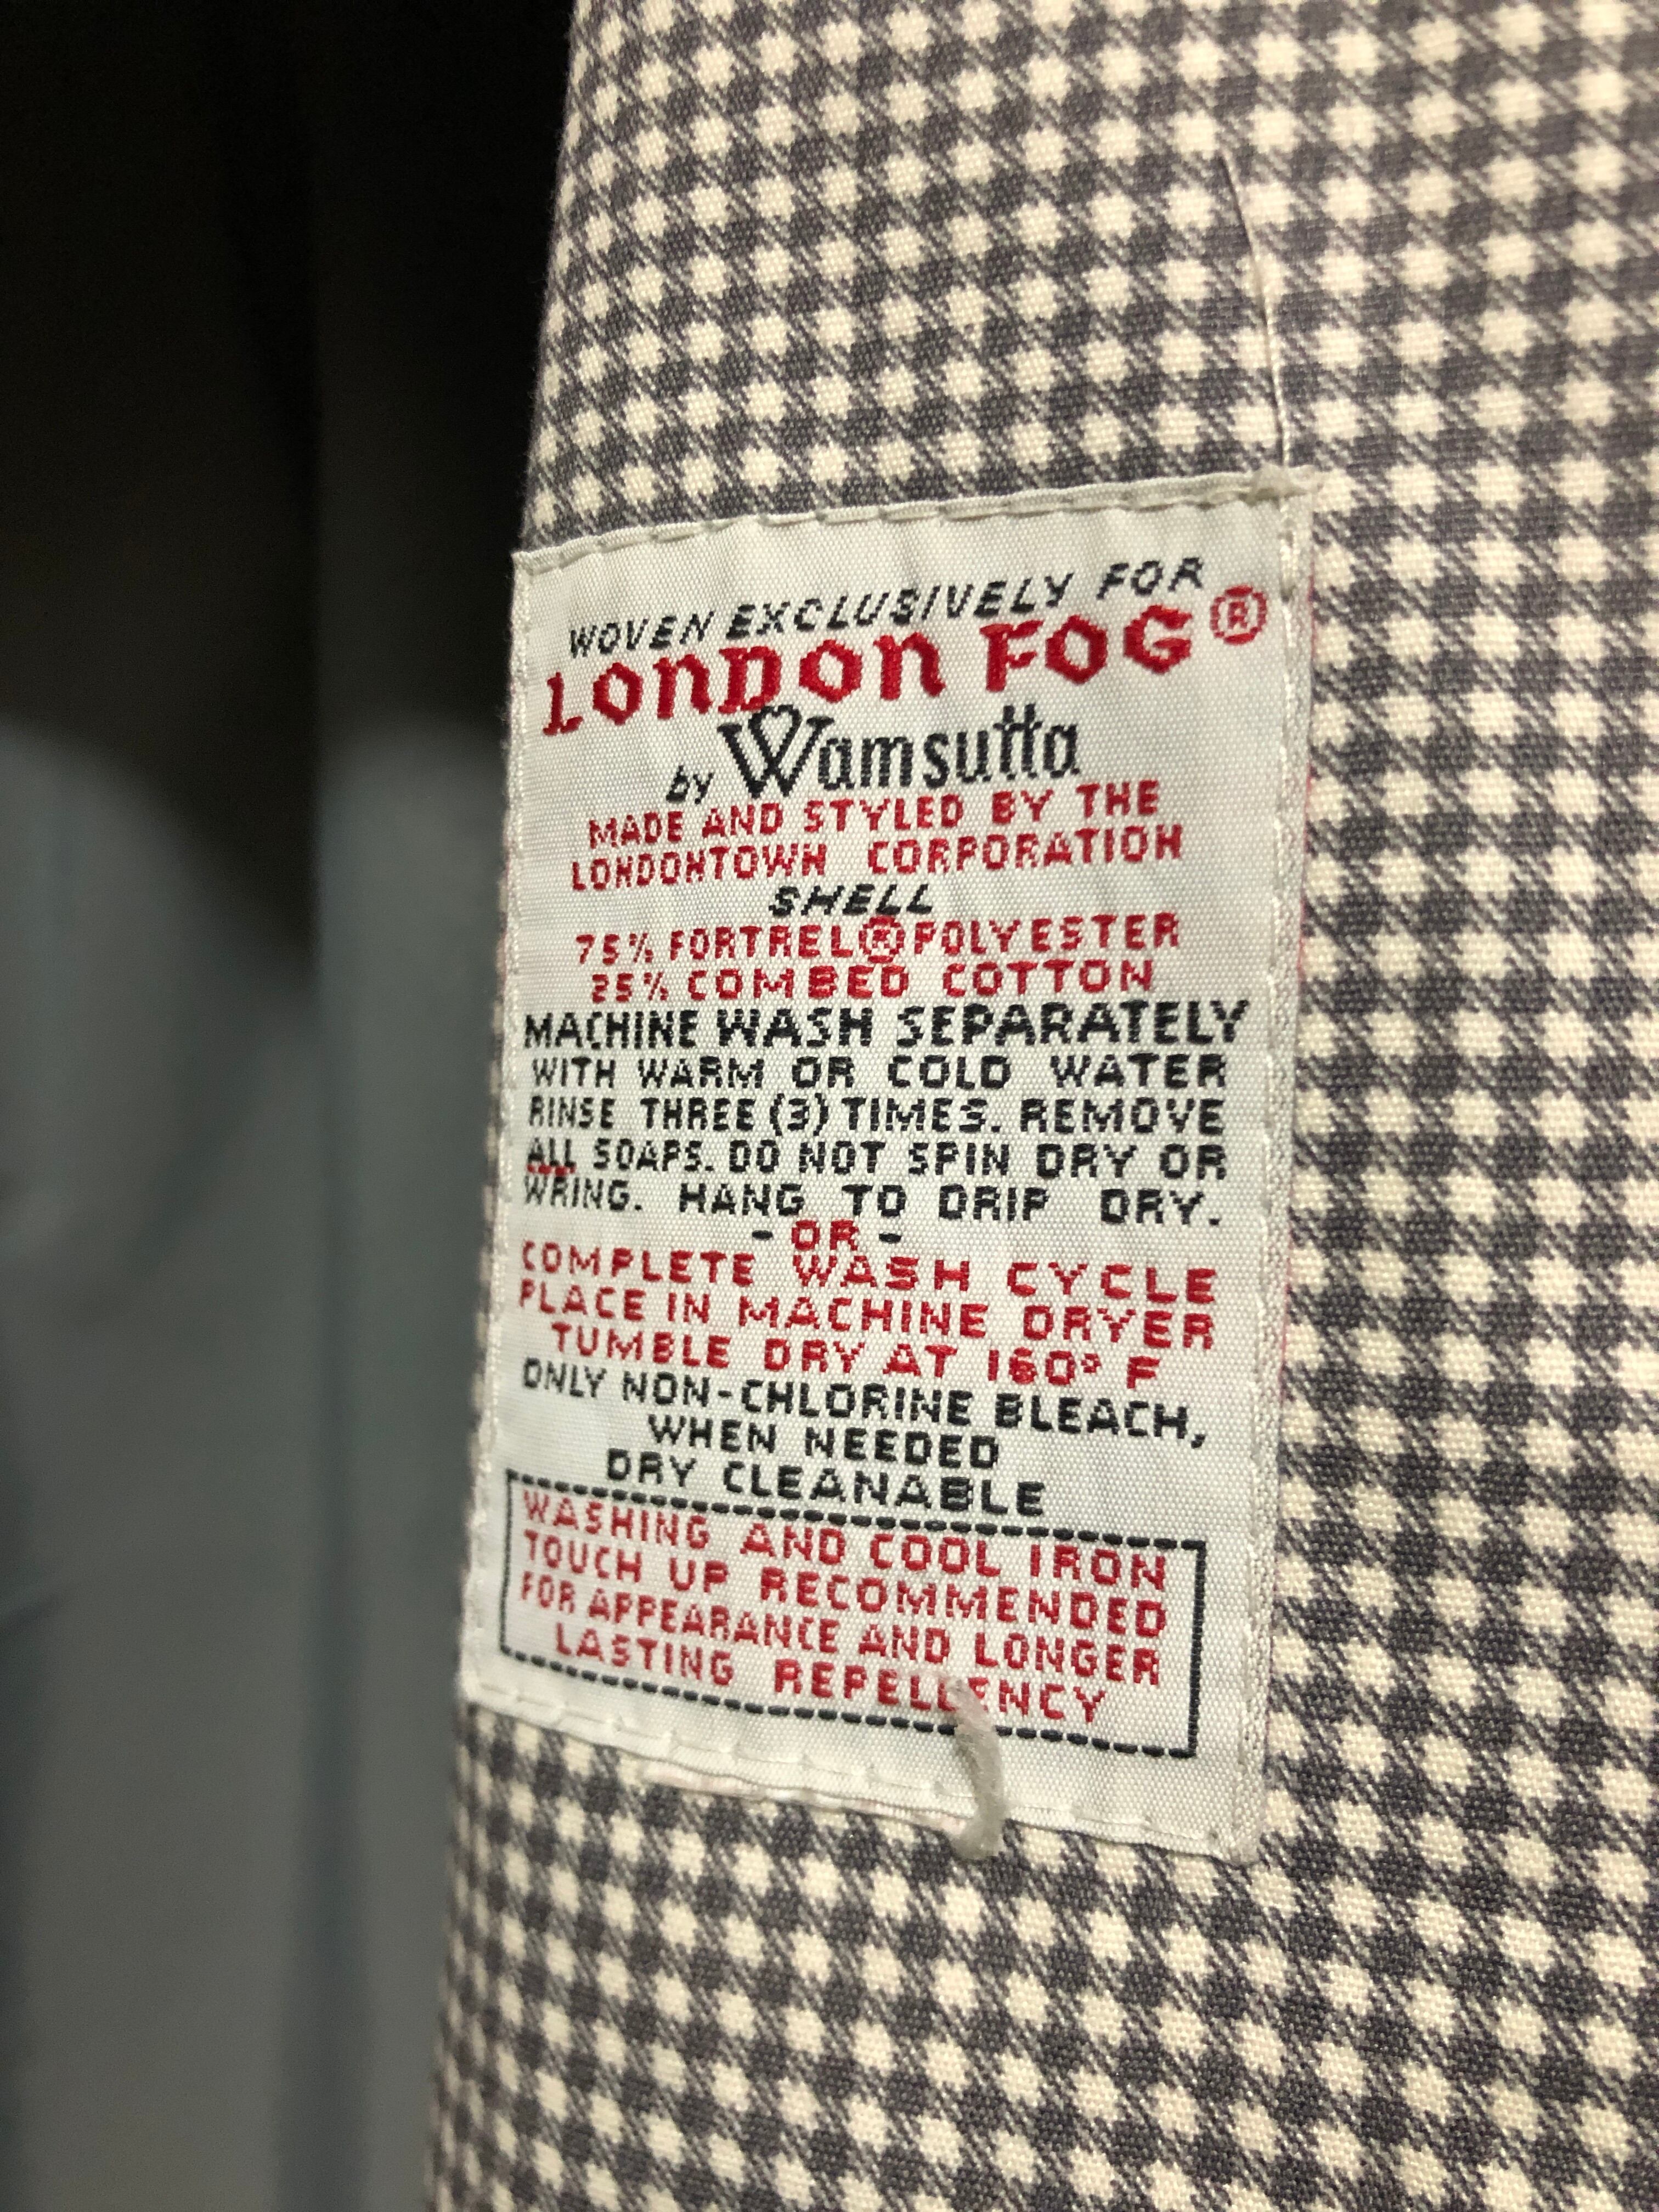 WOVEN EXCLUSIVELY FOR
LONDON FOG®
by Wamsutta
MADE AND STYLED BY THE
LONDONTOWN CORPORATION
SHELL
75% FORTREL® POLYESTER
25% COMBED COTTON
MACHINE WASH SEPARATELY
WITH WARM OR COLD WATER
RINSE THREE (3) TIMES. REMOVE
ALL SOAPS. DO NOT SPIN DRY OR
WRING. HANG TO DRIP DRY.
- OR -
COMPLETE WASH CYCLE
PLACE IN MACHINE DRYER
TUMBLE DRY AT 160° F
ONLY NON-CHLORINE BLEACH,
WHEN NEEDED
DRY CLEANABLE
WASHING AND COOL IRON
TOUCH UP RECOMMENDED
FOR APPEARANCE AND LONGER
LASTING REPELLENCY